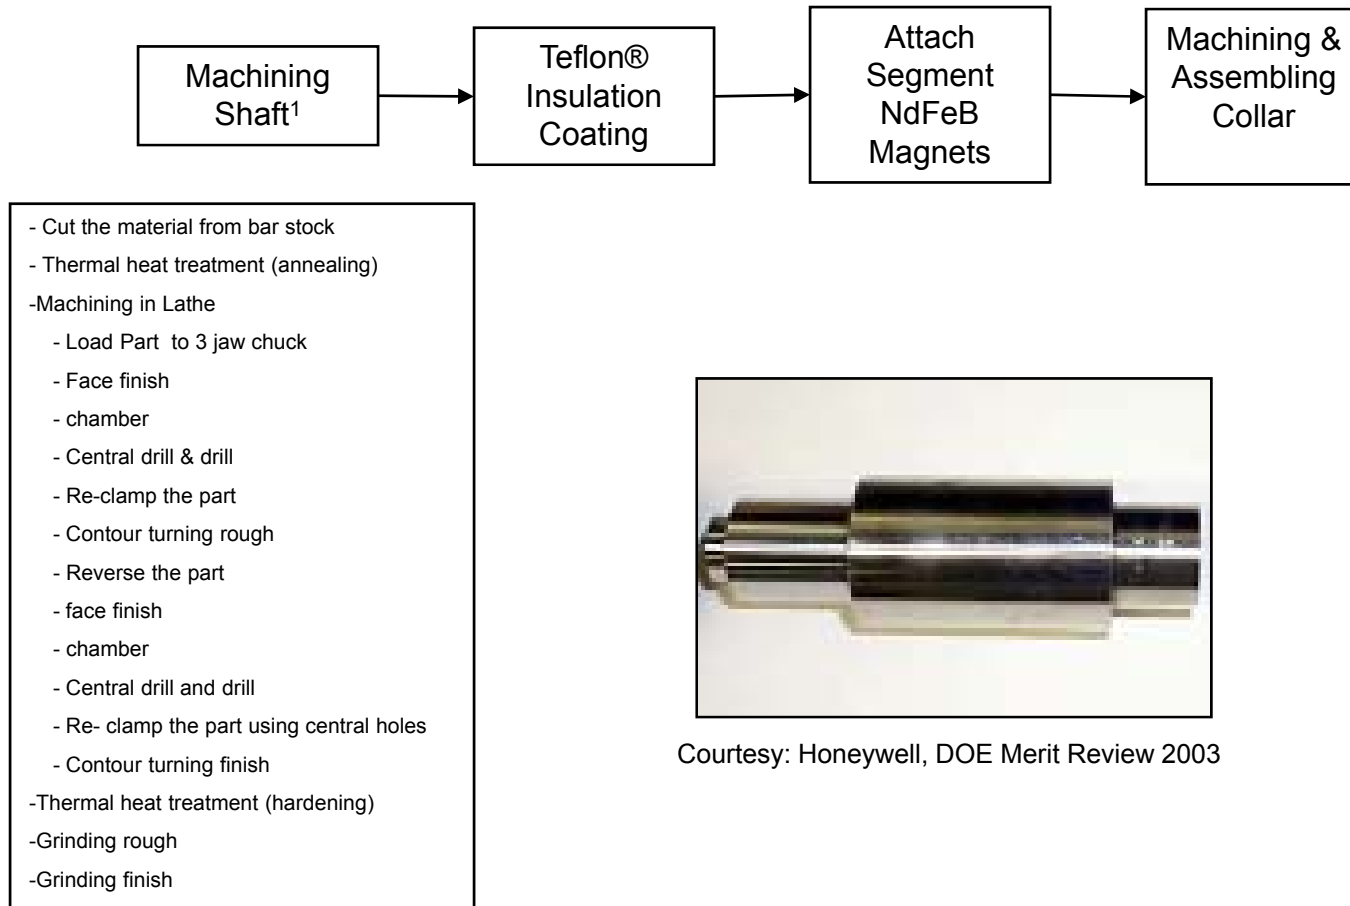 Machining
Shaft¹
Teflon®
Insulation
Coating
Attach
Segment
NdFeB
Magnets
Machining &
Assembling
Collar
- Cut the material from bar stock
- Thermal heat treatment (annealing)
-Machining in Lathe
- Load Part  to 3 jaw chuck
- Face finish
- chamber
- Central drill & drill
- Re-clamp the part
- Contour turning rough
- Reverse the part
- face finish
- chamber
- Central drill and drill
- Re- clamp the part using central holes
- Contour turning finish
-Thermal heat treatment (hardening)
-Grinding rough
-Grinding finish
Courtesy: Honeywell, DOE Merit Review 2003